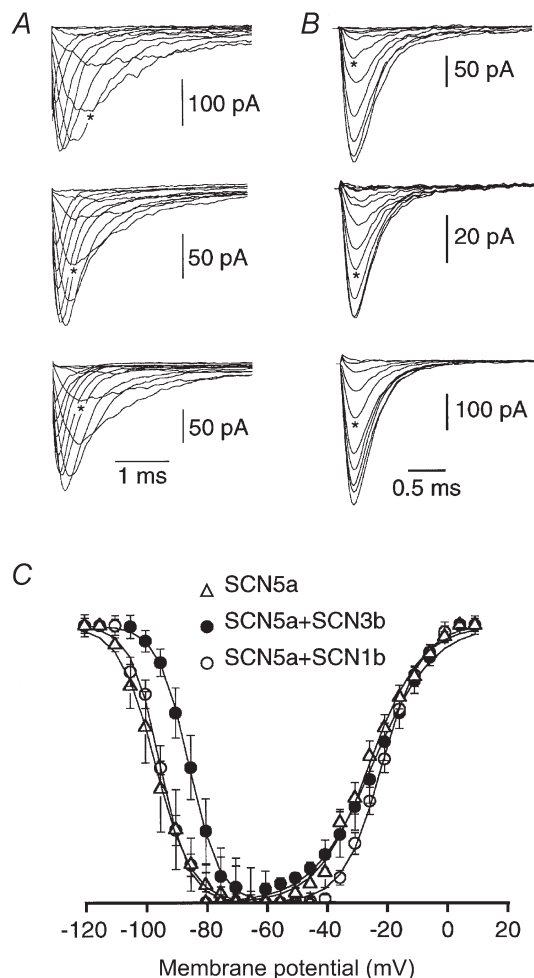 A
B
100 pA
50 pA
*
*
50 pA
20 pA
*
*
50 pA
100 pA
*
*
1 ms
0.5 ms
C
SCN5a
SCN5a+SCN3b
SCN5a+SCN1b
-120 -100 -80 -60 -40 -20 0 20
Membrane potential (mV)